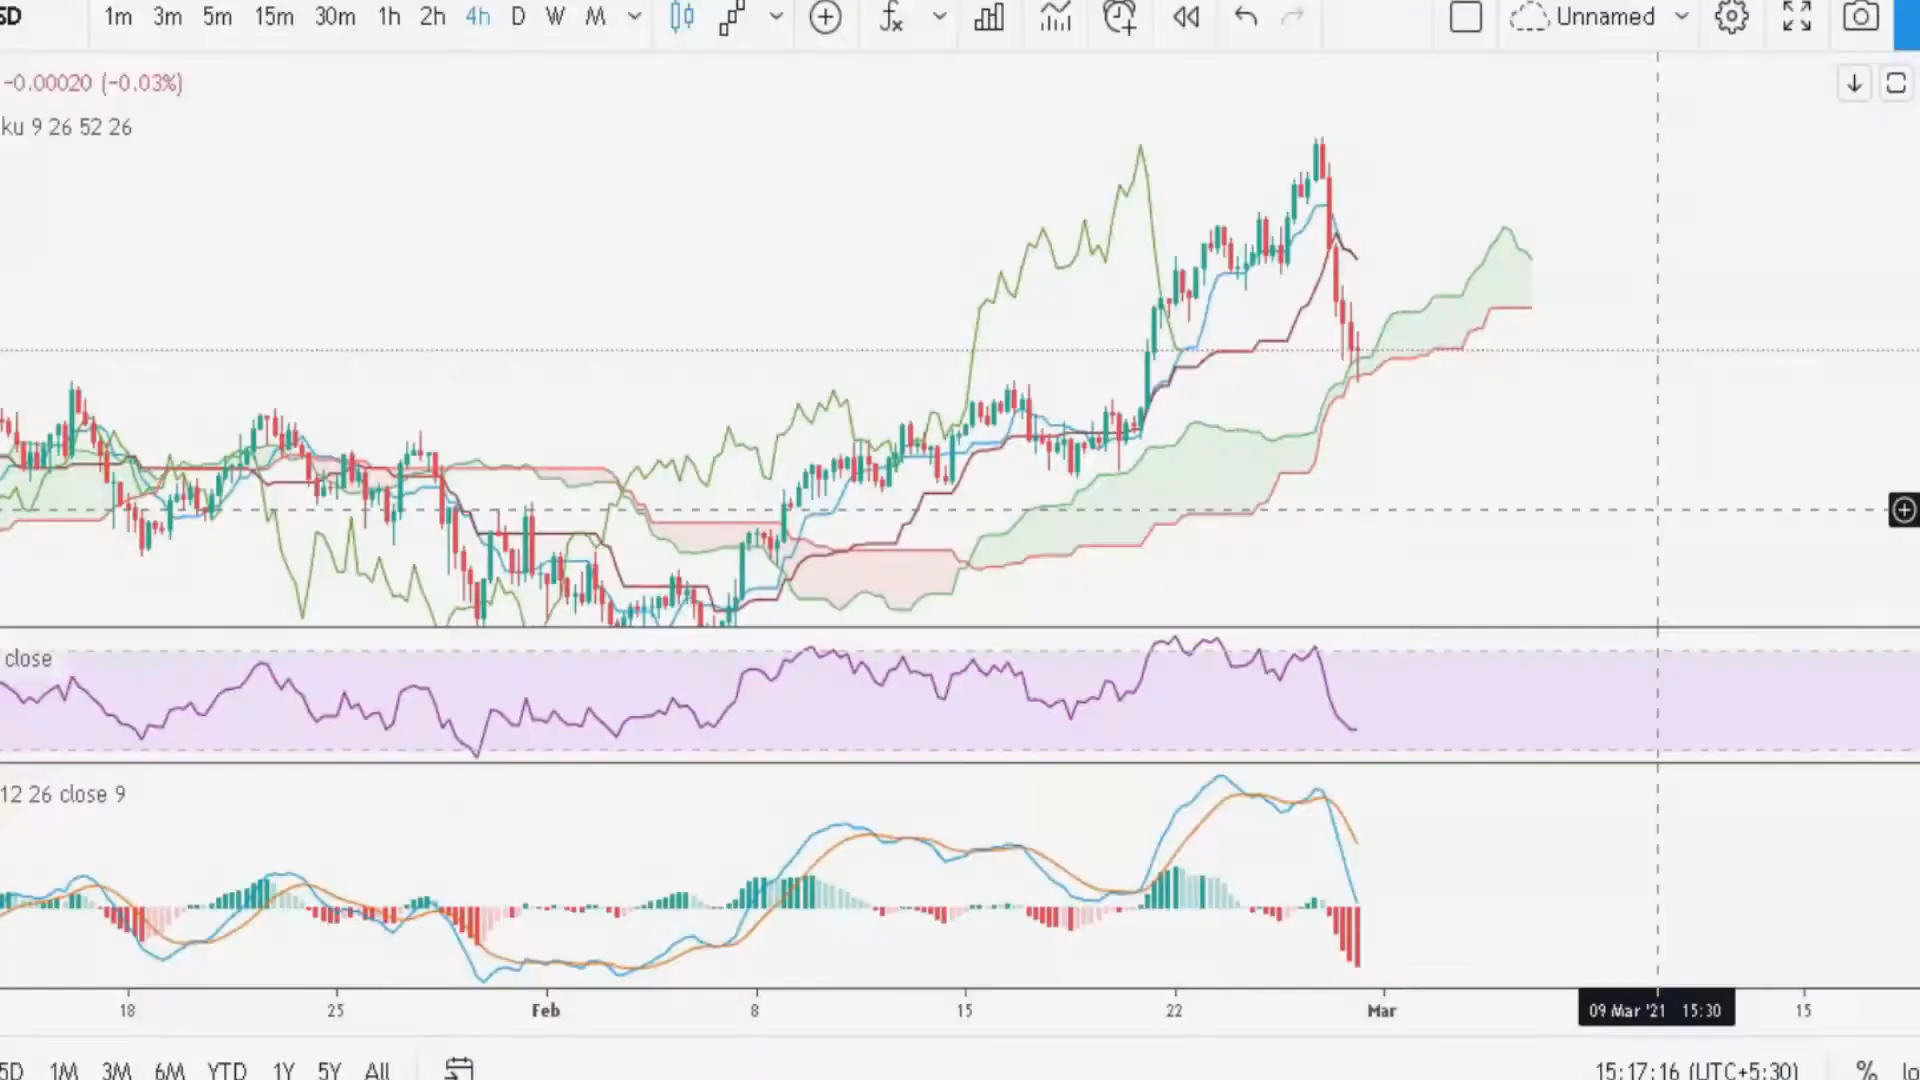 SD 1m 3m 5m 15m 30m 1h 2h 4h D W M fx Unnamed
−0.00020 (−0.03%)
ku 9 26 52 26
close
12 26 close 9
18 25 Feb 8 15 22 Mar 09 Mar '21 15:30 15
5D 1M 3M 6M YTD 1Y 5Y All 15:17:16 (UTC+5:30) % lo